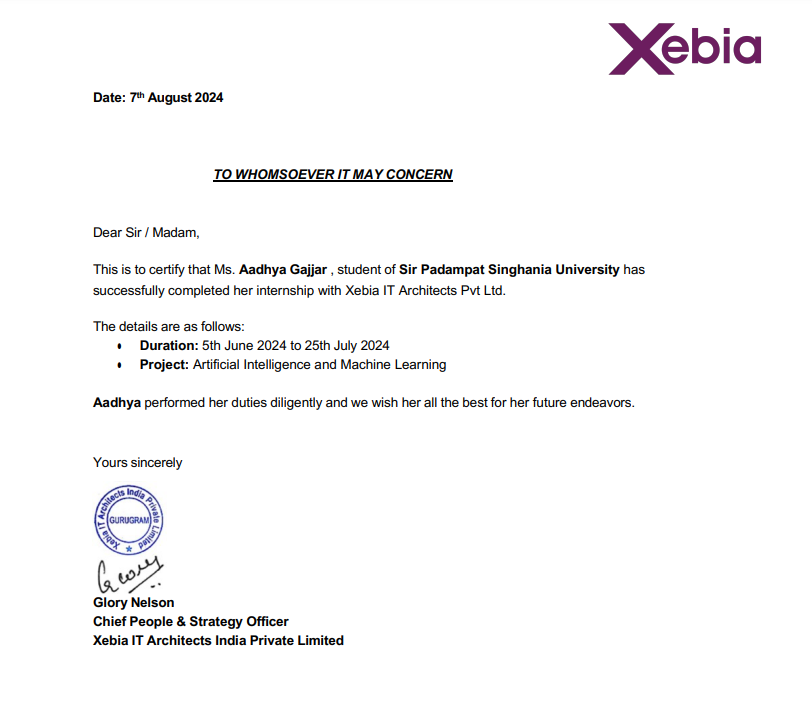 Xebia
Date: 7th August 2024
TO WHOMSOEVER IT MAY CONCERN
Dear Sir / Madam,
This is to certify that Ms. Aadhya Gajjar , student of Sir Padampat Singhania University has
successfully completed her internship with Xebia IT Architects Pvt Ltd.
The details are as follows:
• Duration: 5th June 2024 to 25th July 2024
• Project: Artificial Intelligence and Machine Learning
Aadhya performed her duties diligently and we wish her all the best for her future endeavors.
Yours sincerely
Xebia IT Architects India Private Limited
GURUGRAM
Glory
Glory Nelson
Chief People & Strategy Officer
Xebia IT Architects India Private Limited